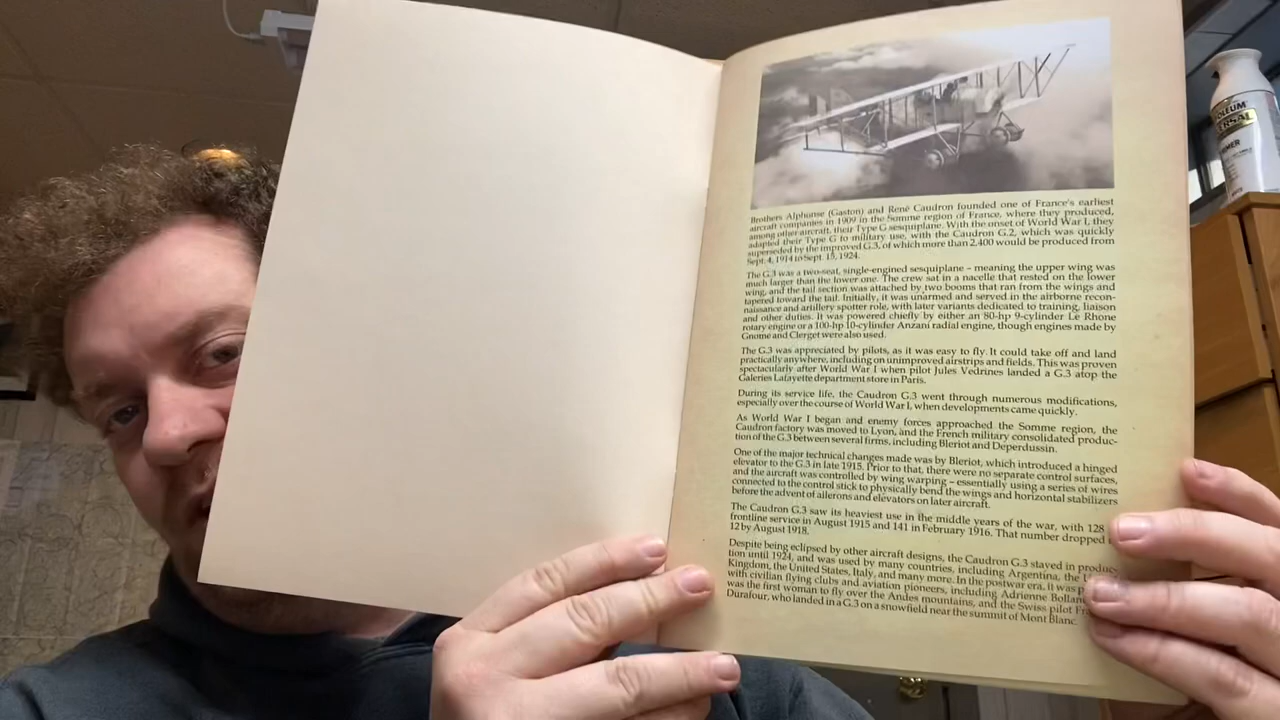 Brothers Alphonse (Gaston) and René Caudron founded one of France's earliest
aircraft companies in 1909 in the Somme region of France, where they produced,
among other aircraft, their Type G sesquiplane. With the onset of World War I, they
adapted their Type G to military use, with the Caudron G.2, which was quickly
superseded by the improved G.3, of which more than 2,400 would be produced from
Sept. 4, 1914 to Sept. 15, 1924.
The G.3 was a two-seat, single-engined sesquiplane – meaning the upper wing was
much larger than the lower one. The crew sat in a nacelle that rested on the lower
wing, and the tail section was attached by two booms that ran from the wings and
tapered toward the tail. Initially, it was unarmed and served in the airborne recon-
naissance and artillery spotter role, with later variants dedicated to training, liaison
and other duties. It was powered chiefly by either an 80-hp 9-cylinder Le Rhone
rotary engine or a 100-hp 10-cylinder Anzani radial engine, though engines made by
Gnome and Clerget were also used.
The G.3 was appreciated by pilots, as it was easy to fly. It could take off and land
practically anywhere, including on unimproved airstrips and fields. This was proven
spectacularly after World War I when pilot Jules Vedrines landed a G.3 atop the
Galeries Lafayette department store in Paris.
During its service life, the Caudron G.3 went through numerous modifications,
especially over the course of World War I, when developments came quickly.
As World War I began and enemy forces approached the Somme region, the
Caudron factory was moved to Lyon, and the French military consolidated produc-
tion of the G.3 between several firms, including Bleriot and Deperdussin.
One of the major technical changes made was by Bleriot, which introduced a hinged
elevator to the G.3 in late 1915. Prior to that, there were no separate control surfaces,
and the aircraft was controlled by wing warping – essentially using a series of wires
connected to the control stick to physically bend the wings and horizontal stabilizers
before the advent of ailerons and elevators on later aircraft.
The Caudron G.3 saw its heaviest use in the middle years of the war, with 128
frontline service in August 1915 and 141 in February 1916. That number dropped
12 by August 1918.
Despite being eclipsed by other aircraft designs, the Caudron G.3 stayed in produc-
tion until 1924, and was used by many countries, including Argentina, the
Kingdom, the United States, Italy, and many more. In the postwar era, it was
with civilian flying clubs and aviation pioneers, including Adrienne
was the first woman to fly over the Andes mountains, and the Swiss pilot
Durafour, who landed in a G.3 on a snowfield near the summit of Mont Blanc.
OLEUM